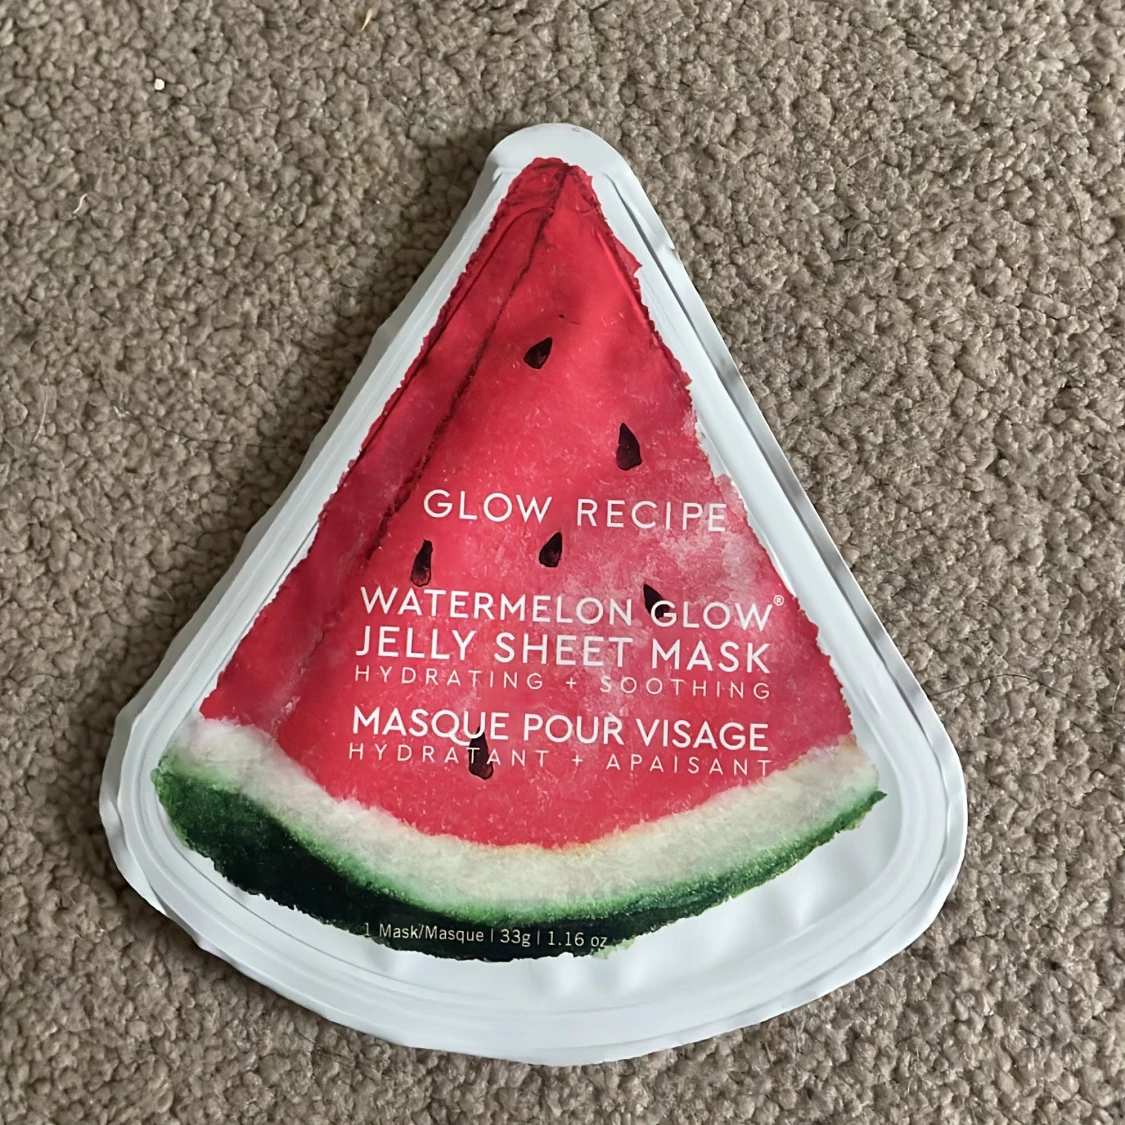 GLOW RECIPE
WATERMELON GLOW®
JELLY SHEET MASK
HYDRATING + SOOTHING
MASQUE POUR VISAGE
HYDRATANT + APAISANT
1 Mask/Masque | 33g | 1.16 oz